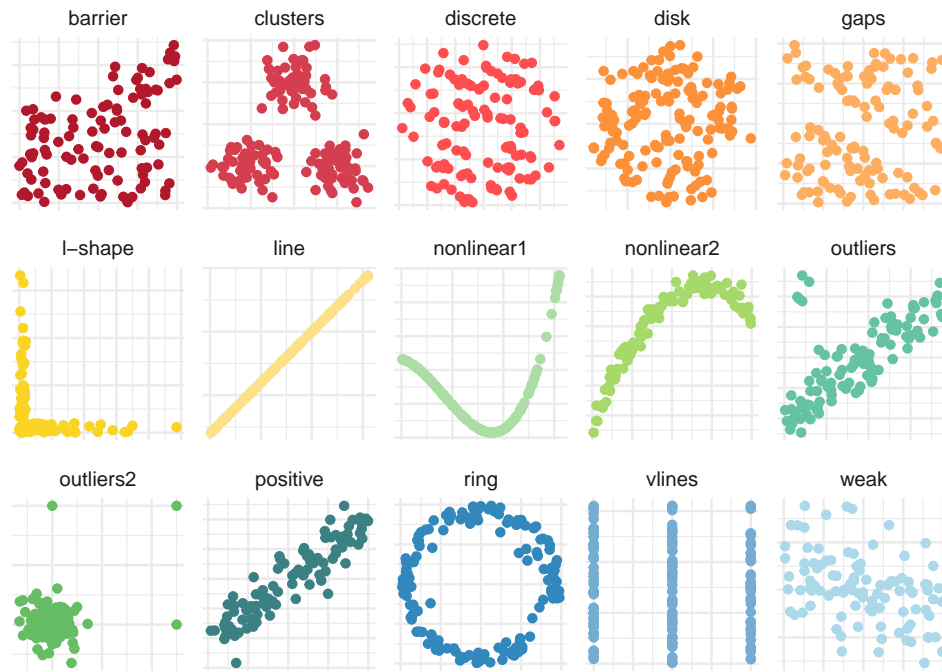 barrier
clusters
discrete
disk
gaps
l−shape
line
nonlinear1
nonlinear2
outliers
outliers2
positive
ring
vlines
weak